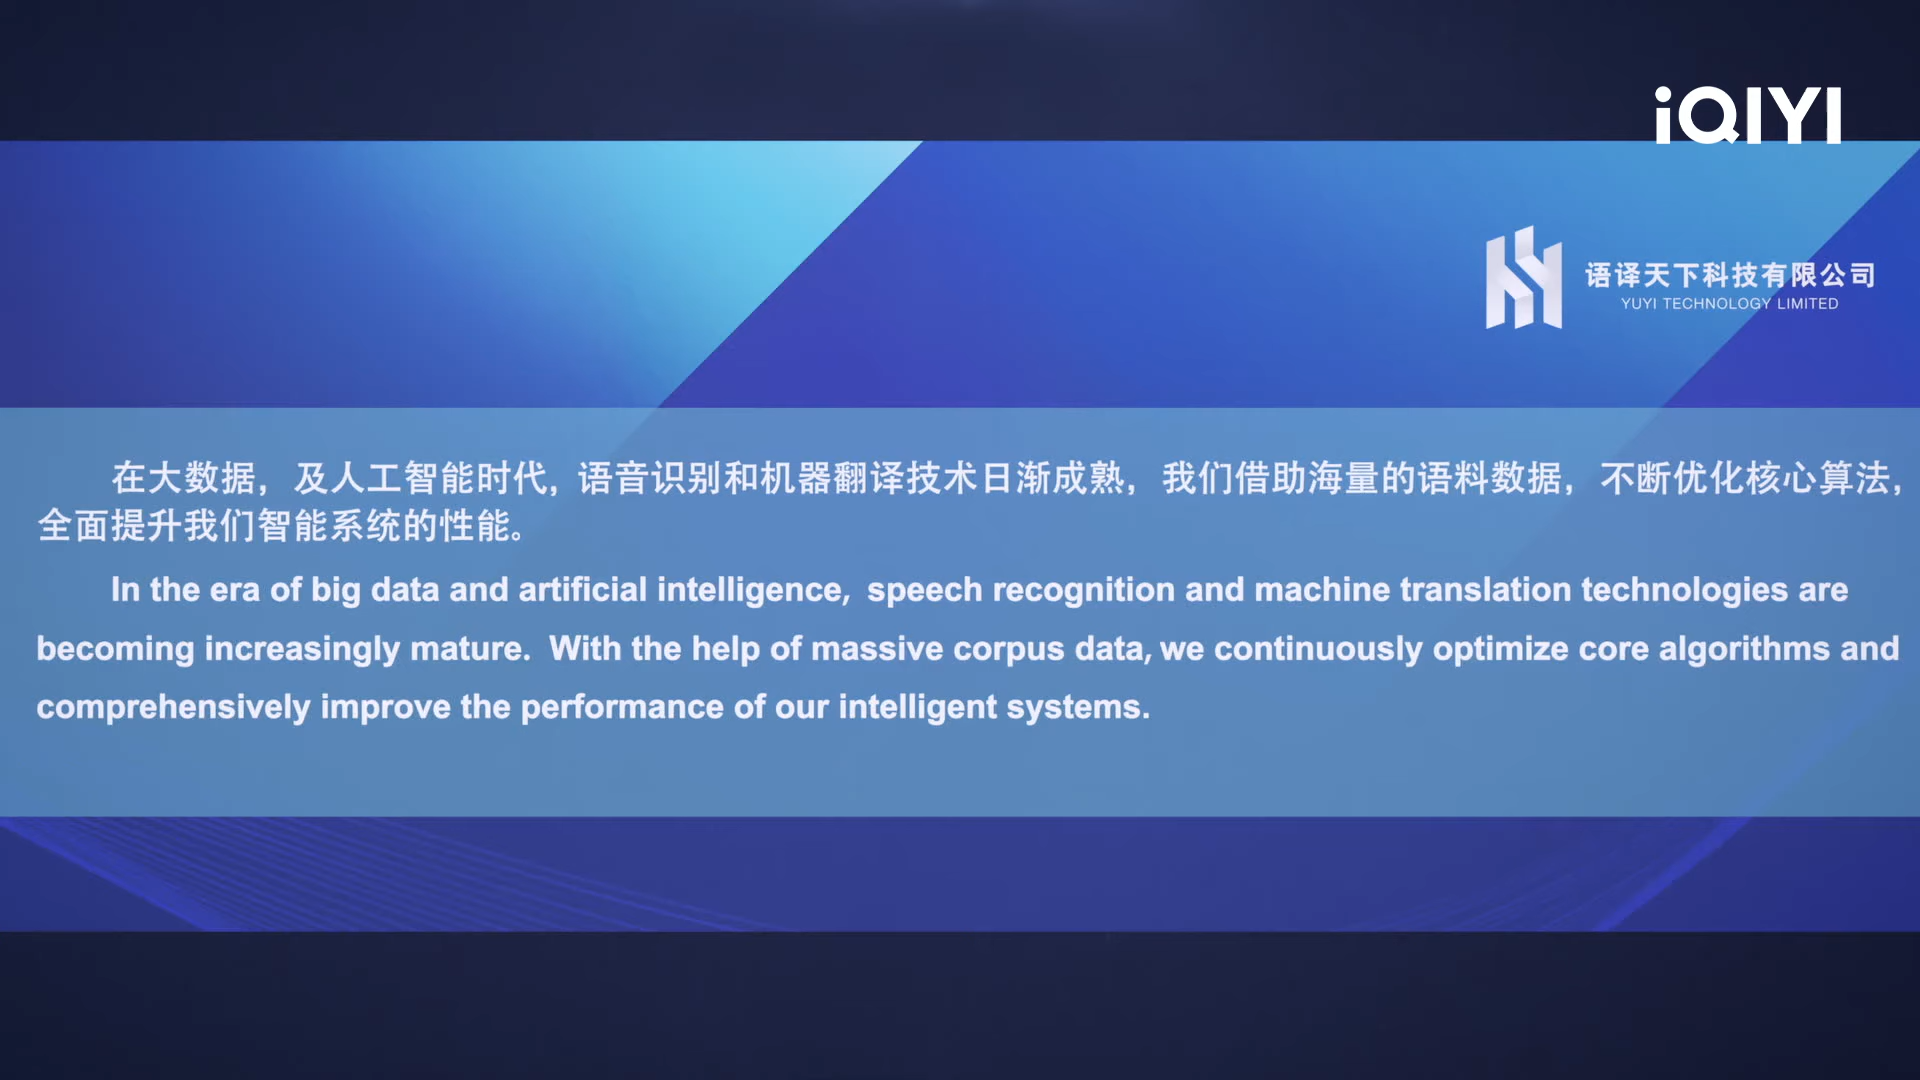 iQIYI
语译天下科技有限公司
YUYI TECHNOLOGY LIMITED
在大数据，及人工智能时代，语音识别和机器翻译技术日渐成熟，我们借助海量的语料数据，不断优化核心算法，
全面提升我们智能系统的性能。
In the era of big data and artificial intelligence, speech recognition and machine translation technologies are
becoming increasingly mature. With the help of massive corpus data, we continuously optimize core algorithms and
comprehensively improve the performance of our intelligent systems.